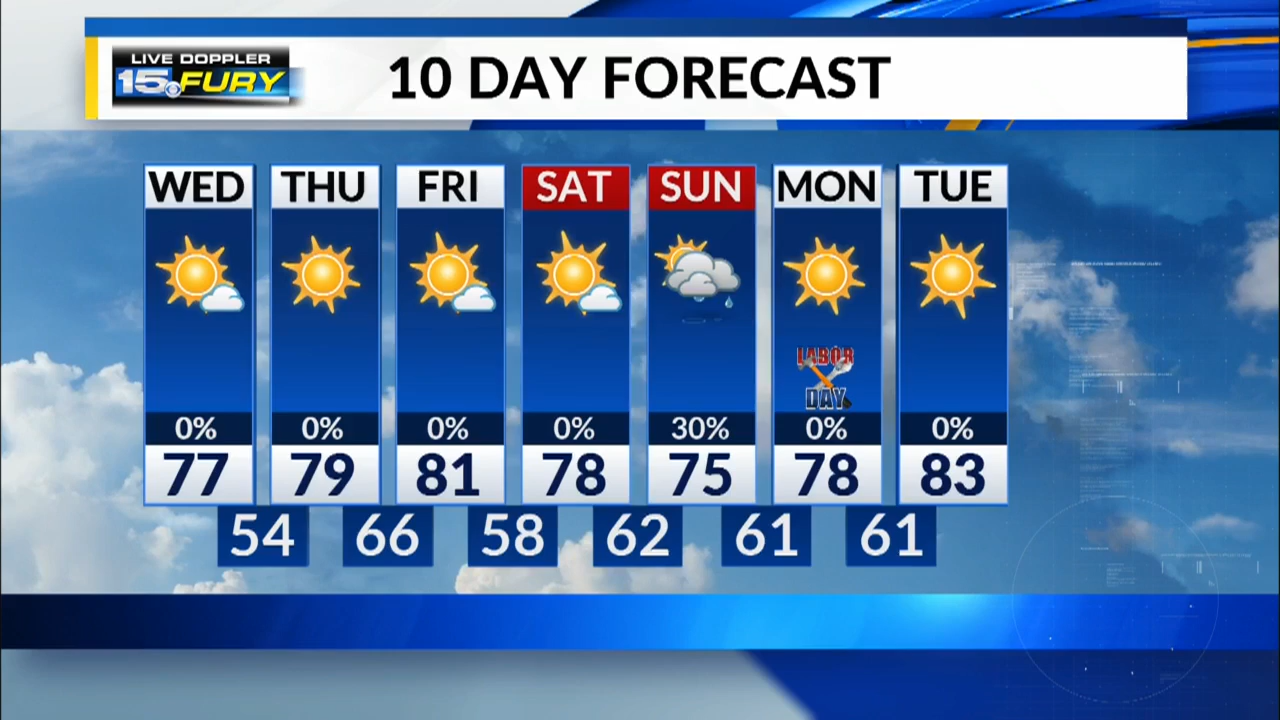 LIVE DOPPLER
15 FURY
10 DAY FORECAST
WED THU FRI SAT SUN MON TUE
LABOR
DAY
0% 0% 0% 0% 30% 0% 0%
77 79 81 78 75 78 83
54 66 58 62 61 61